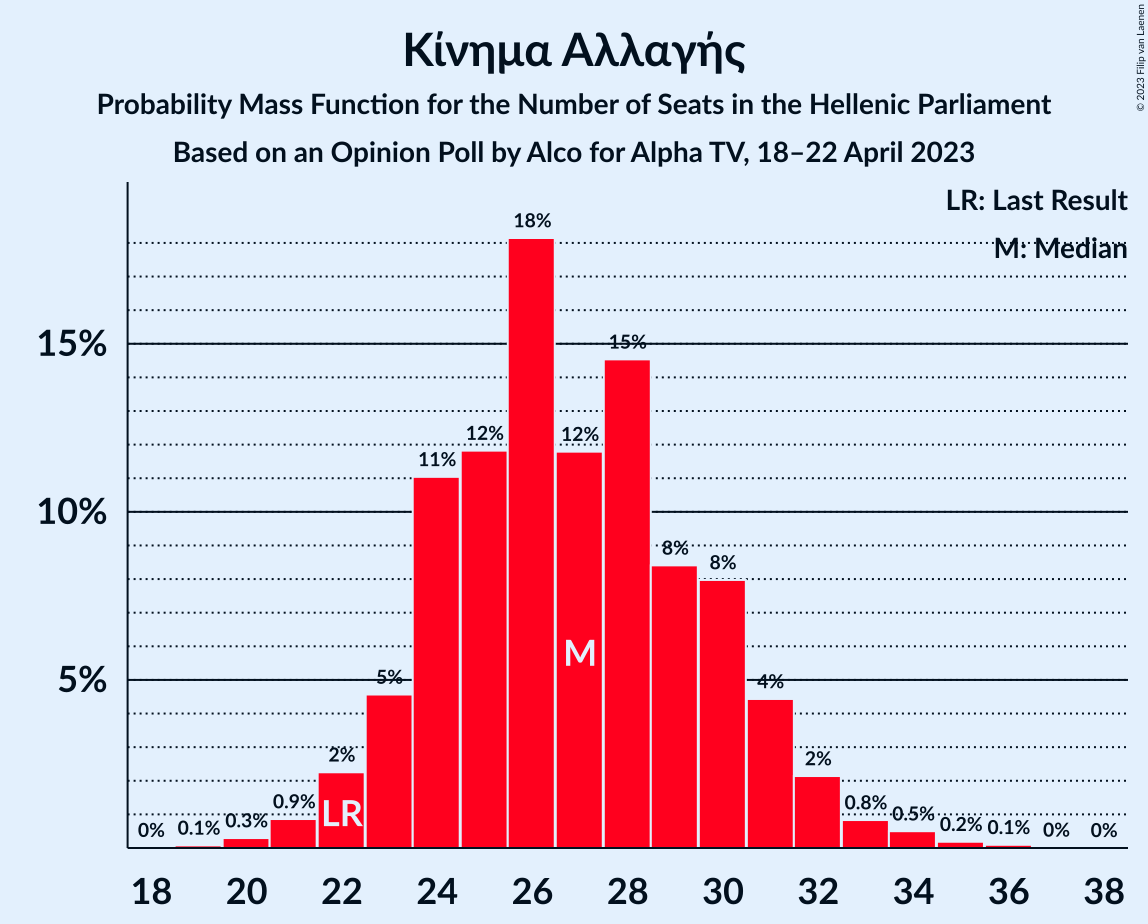 Κίνημα Αλλαγής
Probability Mass Function for the Number of Seats in the Hellenic Parliament
Based on an Opinion Poll by Alco for Alpha TV, 18–22 April 2023
© 2023 Filip van Laenen
LR: Last Result
M: Median
18%
15%
15%
12%
12%
11%
10%
8%
8%
5%
5%
4%
M
2%
2%
LR
0%
0.1%
0.3%
0.9%
0.8%
0.5%
0.2%
0.1%
0%
0%
18 20 22 24 26 28 30 32 34 36 38